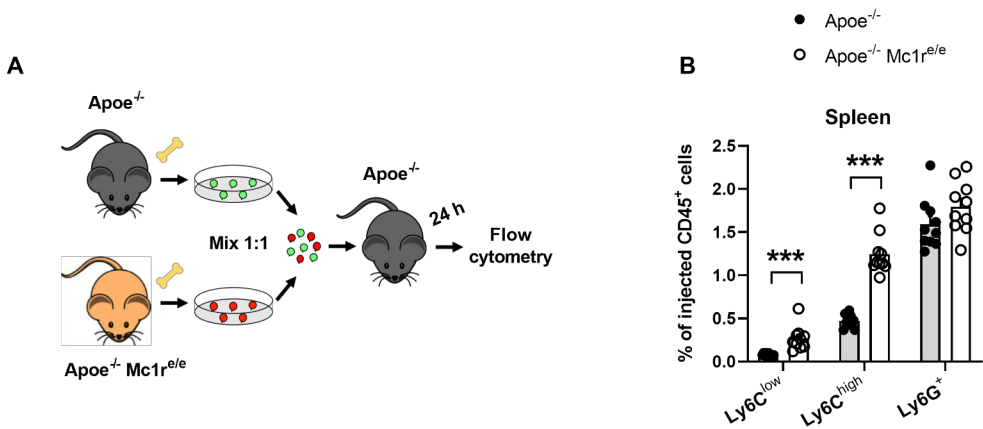 A
Apoe-/-
Apoe-/-
24 h
Mix 1:1
Flow
cytometry
Apoe-/- Mc1re/e
Apoe-/-
Apoe-/- Mc1re/e
B
Spleen
% of injected CD45+ cells
2.5
2.0
1.5
1.0
0.5
0.0
***
***
Ly6Clow
Ly6Chigh
Ly6G+